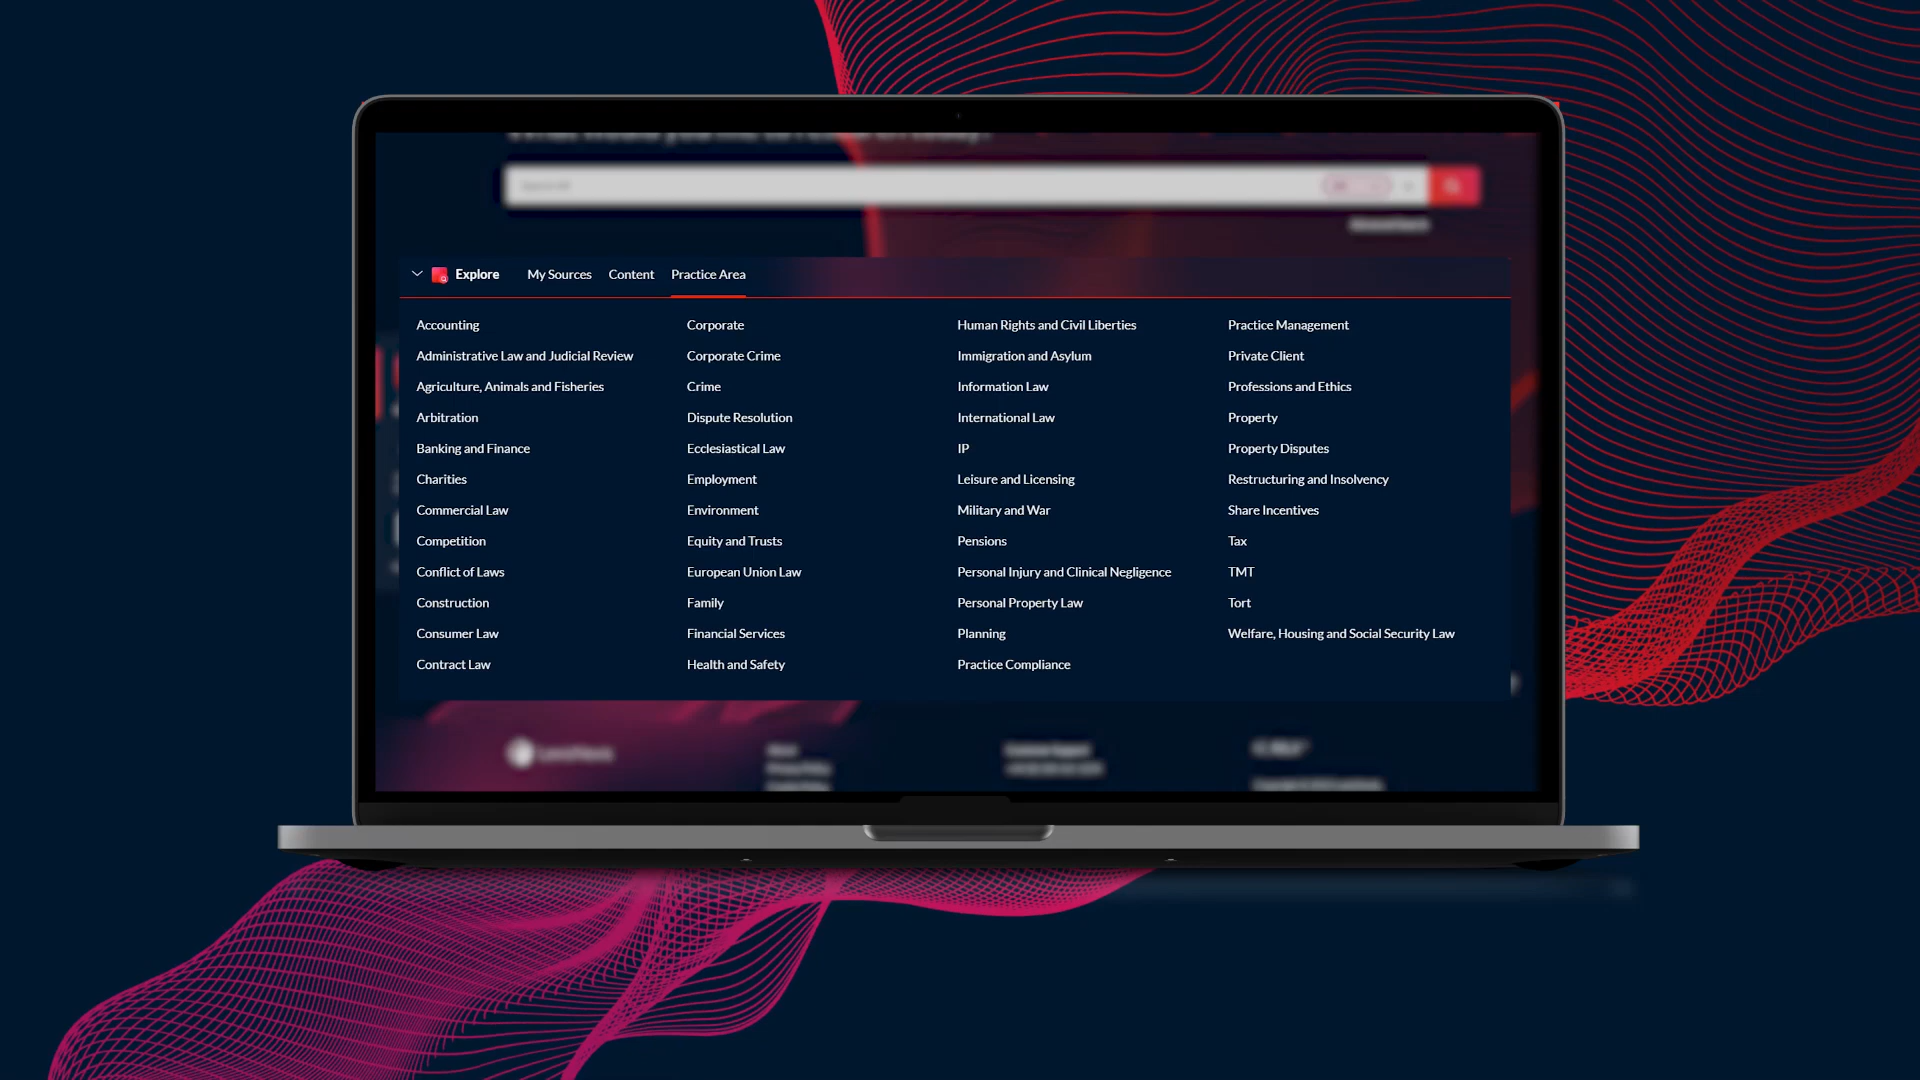 Explore
My Sources
Content
Practice Area
Accounting
Administrative Law and Judicial Review
Agriculture, Animals and Fisheries
Arbitration
Banking and Finance
Charities
Commercial Law
Competition
Conflict of Laws
Construction
Consumer Law
Contract Law
Corporate
Corporate Crime
Crime
Dispute Resolution
Ecclesiastical Law
Employment
Environment
Equity and Trusts
European Union Law
Family
Financial Services
Health and Safety
Human Rights and Civil Liberties
Immigration and Asylum
Information Law
International Law
IP
Leisure and Licensing
Military and War
Pensions
Personal Injury and Clinical Negligence
Personal Property Law
Planning
Practice Compliance
Practice Management
Private Client
Professions and Ethics
Property
Property Disputes
Restructuring and Insolvency
Share Incentives
Tax
TMT
Tort
Welfare, Housing and Social Security Law